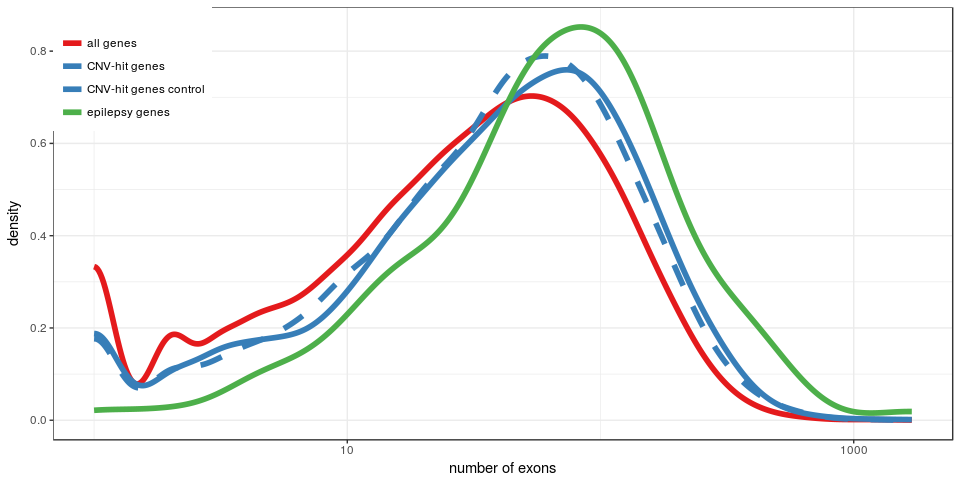 all genes
CNV-hit genes
CNV-hit genes control
epilepsy genes
0.8
0.6
0.4
0.2
0.0
density
10
1000
number of exons